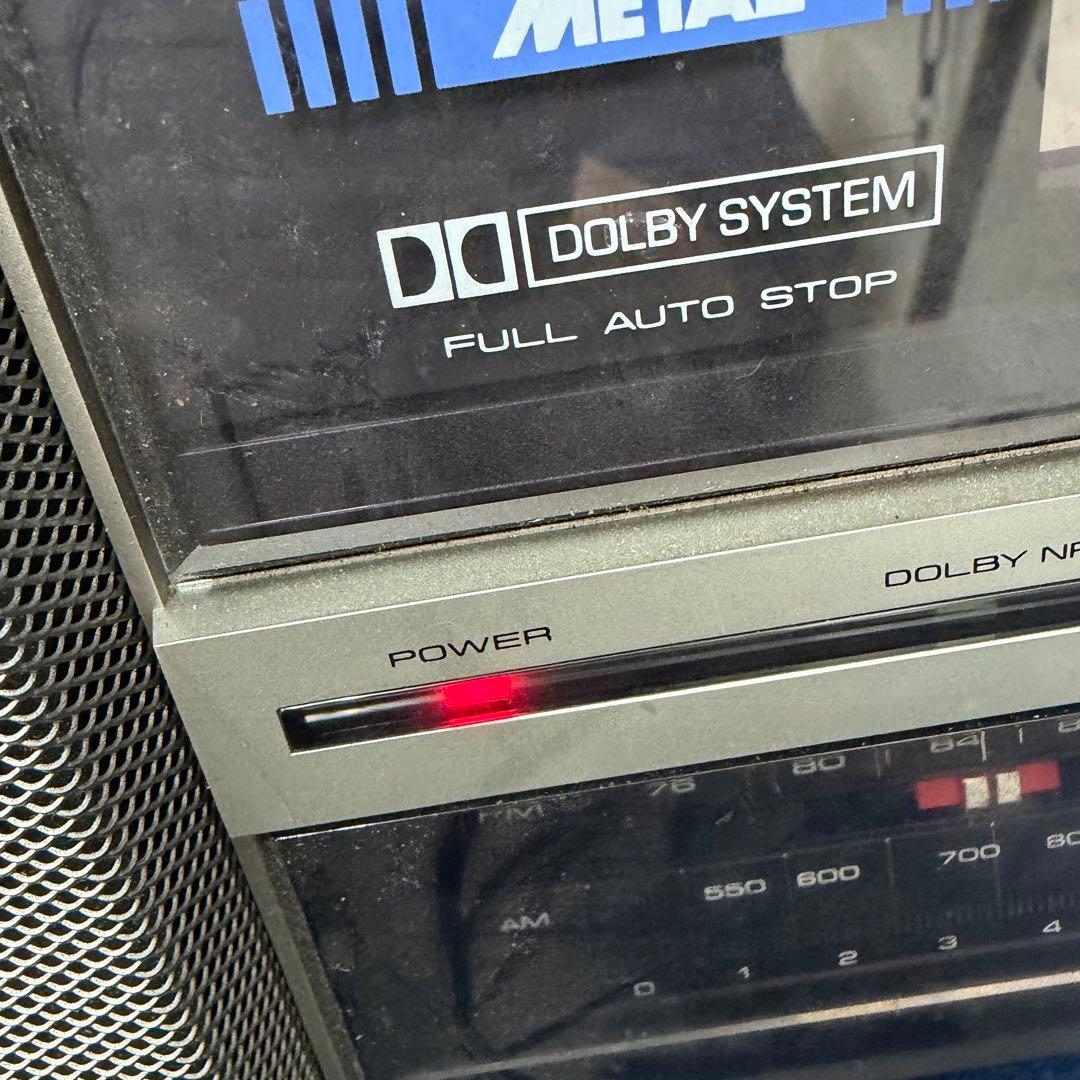 METAL
DOLBY SYSTEM
FULL AUTO STOP
DOLBY NR
POWER
FM 76 80 84
AM 550 600 700
0 1 2 3 4